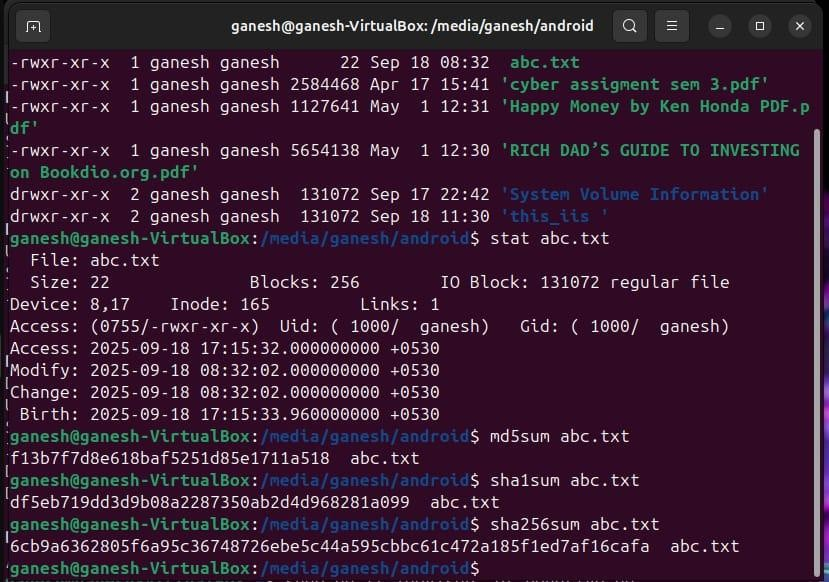 ganesh@ganesh-VirtualBox: /media/ganesh/android
-rwxr-xr-x 1 ganesh ganesh      22 Sep 18 08:32  abc.txt
-rwxr-xr-x 1 ganesh ganesh 2584468 Apr 17 15:41 'cyber assigment sem 3.pdf'
-rwxr-xr-x 1 ganesh ganesh 1127641 May  1 12:31 'Happy Money by Ken Honda PDF.p
df'
-rwxr-xr-x 1 ganesh ganesh 5654138 May  1 12:30 'RICH DAD’S GUIDE TO INVESTING
on Bookdio.org.pdf'
drwxr-xr-x 2 ganesh ganesh  131072 Sep 17 22:42 'System Volume Information'
drwxr-xr-x 2 ganesh ganesh  131072 Sep 18 11:30 'this_iis '
ganesh@ganesh-VirtualBox:/media/ganesh/android$ stat abc.txt
  File: abc.txt
  Size: 22              Blocks: 256        IO Block: 131072 regular file
Device: 8,17    Inode: 165         Links: 1
Access: (0755/-rwxr-xr-x)  Uid: ( 1000/  ganesh)   Gid: ( 1000/  ganesh)
Access: 2025-09-18 17:15:32.000000000 +0530
Modify: 2025-09-18 08:32:02.000000000 +0530
Change: 2025-09-18 08:32:02.000000000 +0530
 Birth: 2025-09-18 17:15:33.960000000 +0530
ganesh@ganesh-VirtualBox:/media/ganesh/android$ md5sum abc.txt
f13b7f7d8e618baf5251d85e1711a518  abc.txt
ganesh@ganesh-VirtualBox:/media/ganesh/android$ sha1sum abc.txt
df5eb719dd3d9b08a2287350ab2d4d968281a099  abc.txt
ganesh@ganesh-VirtualBox:/media/ganesh/android$ sha256sum abc.txt
6cb9a6362805f6a95c36748726ebe5c44a595cbbc61c472a185f1ed7af16cafa  abc.txt
ganesh@ganesh-VirtualBox:/media/ganesh/android$